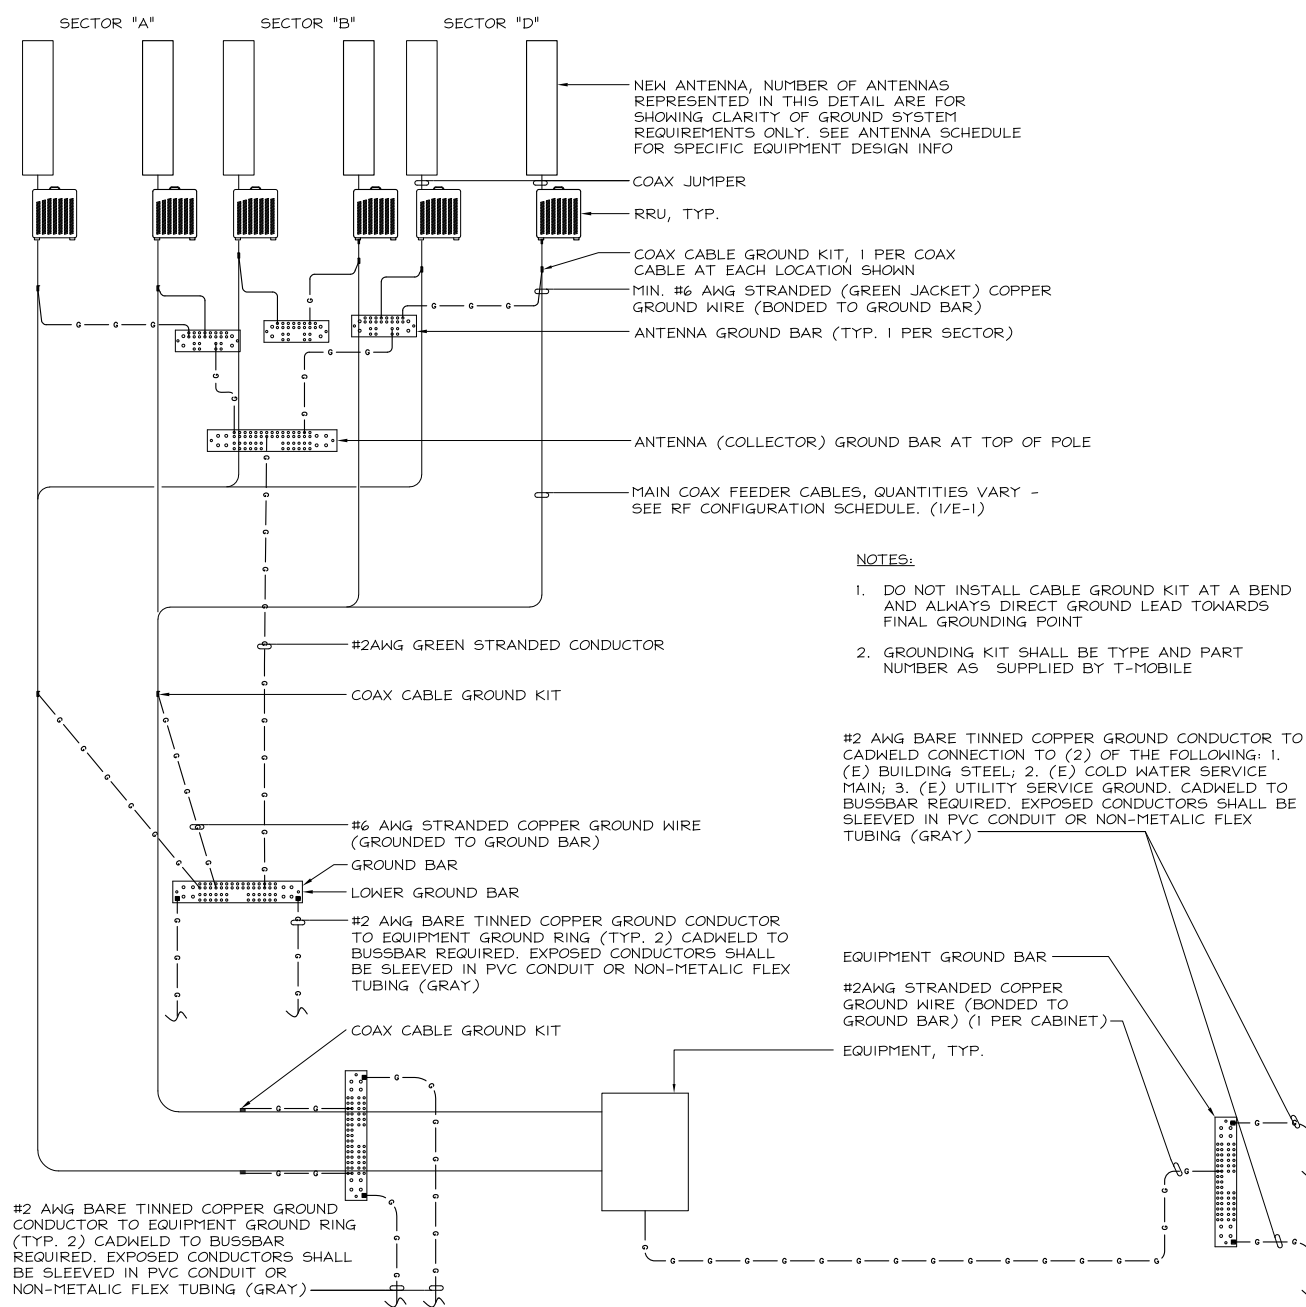 SECTOR "A"
SECTOR "B"
SECTOR "D"
NEW ANTENNA, NUMBER OF ANTENNAS
REPRESENTED IN THIS DETAIL ARE FOR
SHOWING CLARITY OF GROUND SYSTEM
REQUIREMENTS ONLY. SEE ANTENNA SCHEDULE
FOR SPECIFIC EQUIPMENT DESIGN INFO
COAX JUMPER
RRU, TYP.
COAX CABLE GROUND KIT, 1 PER COAX
CABLE AT EACH LOCATION SHOWN
MIN. #6 AWG STRANDED (GREEN JACKET) COPPER
GROUND WIRE (BONDED TO GROUND BAR)
ANTENNA GROUND BAR (TYP. 1 PER SECTOR)
ANTENNA (COLLECTOR) GROUND BAR AT TOP OF POLE
MAIN COAX FEEDER CABLES, QUANTITIES VARY -
SEE RF CONFIGURATION SCHEDULE. (1/E-1)
NOTES:
1. DO NOT INSTALL CABLE GROUND KIT AT A BEND
AND ALWAYS DIRECT GROUND LEAD TOWARDS
FINAL GROUNDING POINT
2. GROUNDING KIT SHALL BE TYPE AND PART
NUMBER AS SUPPLIED BY T-MOBILE
#2AWG GREEN STRANDED CONDUCTOR
COAX CABLE GROUND KIT
#2 AWG BARE TINNED COPPER GROUND CONDUCTOR TO
CADWELD CONNECTION TO (2) OF THE FOLLOWING: 1.
(E) BUILDING STEEL; 2. (E) COLD WATER SERVICE
MAIN; 3. (E) UTILITY SERVICE GROUND. CADWELD TO
BUSSBAR REQUIRED. EXPOSED CONDUCTORS SHALL BE
SLEEVED IN PVC CONDUIT OR NON-METALIC FLEX
TUBING (GRAY)
#6 AWG STRANDED COPPER GROUND WIRE
(GROUNDED TO GROUND BAR)
GROUND BAR
LOWER GROUND BAR
#2 AWG BARE TINNED COPPER GROUND CONDUCTOR
TO EQUIPMENT GROUND RING (TYP. 2) CADWELD TO
BUSSBAR REQUIRED. EXPOSED CONDUCTORS SHALL
BE SLEEVED IN PVC CONDUIT OR NON-METALIC FLEX
TUBING (GRAY)
EQUIPMENT GROUND BAR
#2AWG STRANDED COPPER
GROUND WIRE (BONDED TO
GROUND BAR) (1 PER CABINET)
COAX CABLE GROUND KIT
EQUIPMENT, TYP.
#2 AWG BARE TINNED COPPER GROUND
CONDUCTOR TO EQUIPMENT GROUND RING
(TYP. 2) CADWELD TO BUSSBAR
REQUIRED. EXPOSED CONDUCTORS SHALL
BE SLEEVED IN PVC CONDUIT OR
NON-METALIC FLEX TUBING (GRAY)